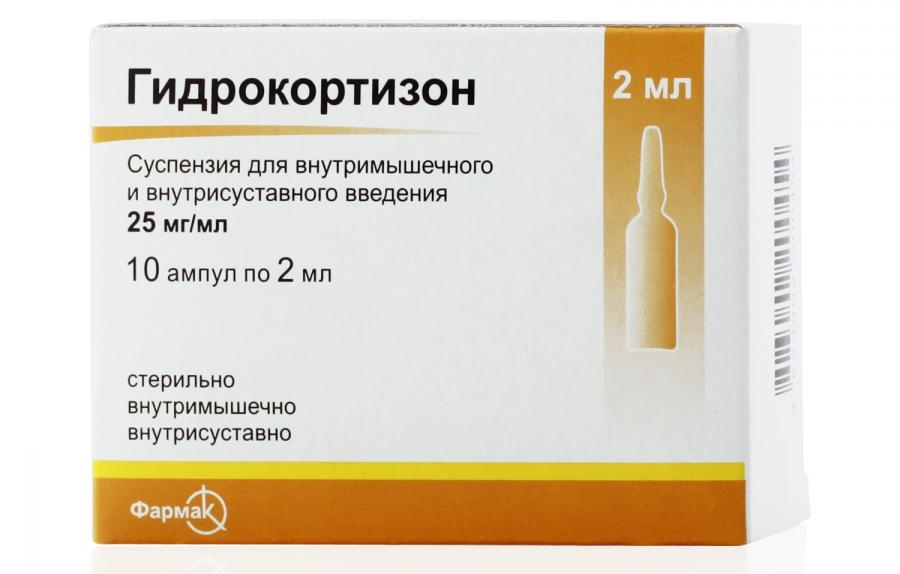 Гидрокортизон
2 мл
Суспензия для внутримышечного
и внутрисуставного введения
25 мг/мл
10 ампул по 2 мл
стерильно
внутримышечно
внутрисуставно
Фармак